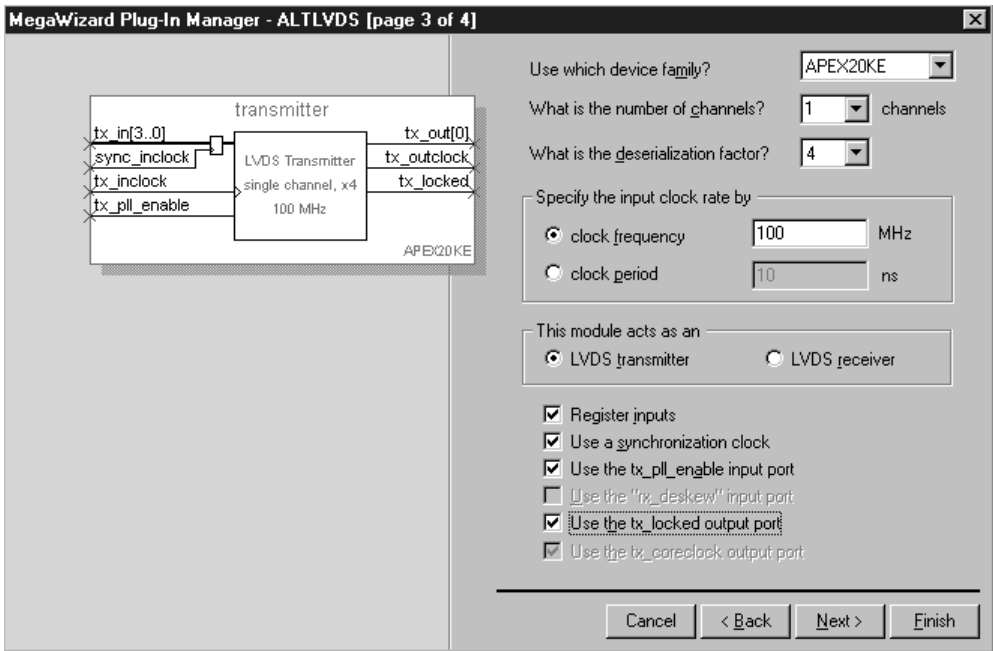 MegaWizard Plug-In Manager - ALTLVDS [page 3 of 4]
transmitter
tx_in[3..0]
sync_inclock
tx_inclock
tx_pll_enable
LVDS Transmitter
single channel, x4
100 MHz
tx_out[0]
tx_outclock
tx_locked
APEX20KE
Use which device family?
APEX20KE
What is the number of channels?
1
channels
What is the deserialization factor?
4
Specify the input clock rate by
clock frequency
100
MHz
clock period
10
ns
This module acts as an
LVDS transmitter
LVDS receiver
Register inputs
Use a synchronization clock
Use the tx_pll_enable input port
Use the "rx_deskew" input port
Use the tx_locked output port
Use the tx_coreclock output port
Cancel
< Back
Next >
Finish